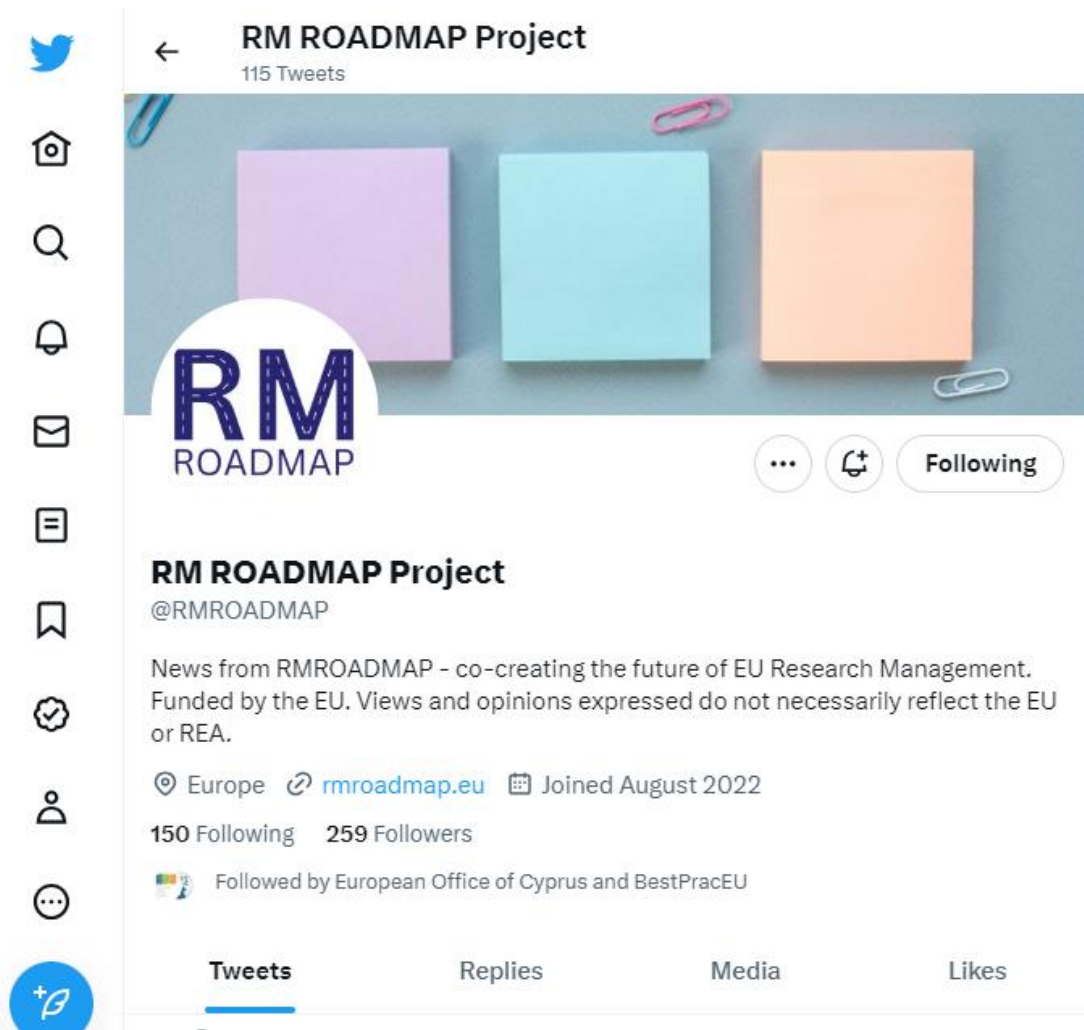 RM ROADMAP Project
115 Tweets
RM
ROADMAP
Following
RM ROADMAP Project
@RMROADMAP
News from RMROADMAP - co-creating the future of EU Research Management.
Funded by the EU. Views and opinions expressed do not necessarily reflect the EU
or REA.
Europe rmroadmap.eu Joined August 2022
150 Following 259 Followers
Followed by European Office of Cyprus and BestPracEU
Tweets Replies Media Likes